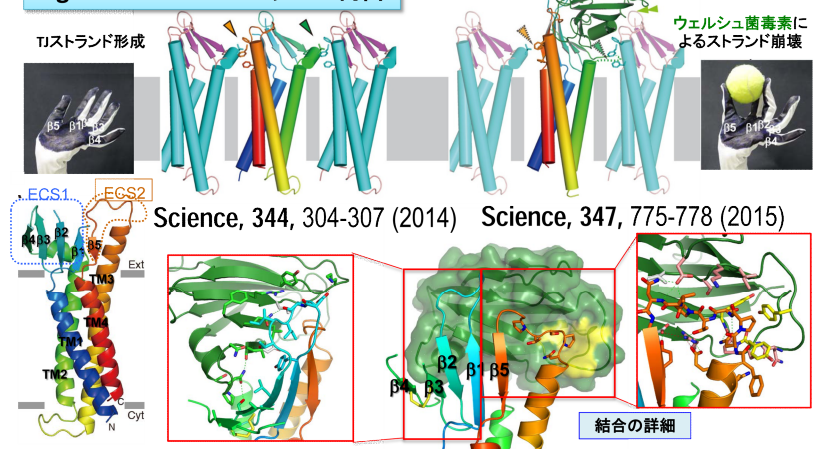 TJストランド形成
ウェルシュ菌毒素に
よるストランド崩壊
β5 β1
β4
β5 β1 β2
β4
ECS1
ECS2
β4 β3 β2 β5
Ext
TM3
TM4
TM1
TM2
C
N
Cyt
Science, 344, 304-307 (2014)
Science, 347, 775-778 (2015)
β2 β1 β5
β4 β3
結合の詳細